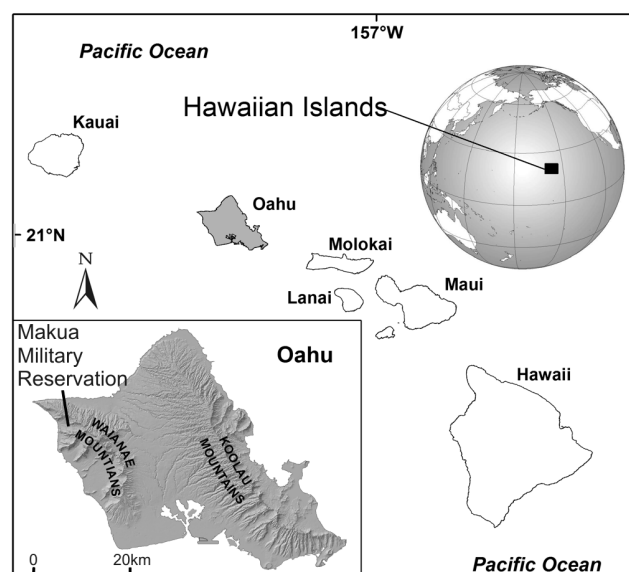 157°W
Pacific Ocean
Hawaiian Islands
Kauai
Oahu
21°N
Molokai
N
Lanai
Maui
Makua
Military
Reservation
Oahu
Hawaii
WAIANAE
MOUNTIANS
KOOLAU
MOUNTAINS
0
20km
Pacific Ocean